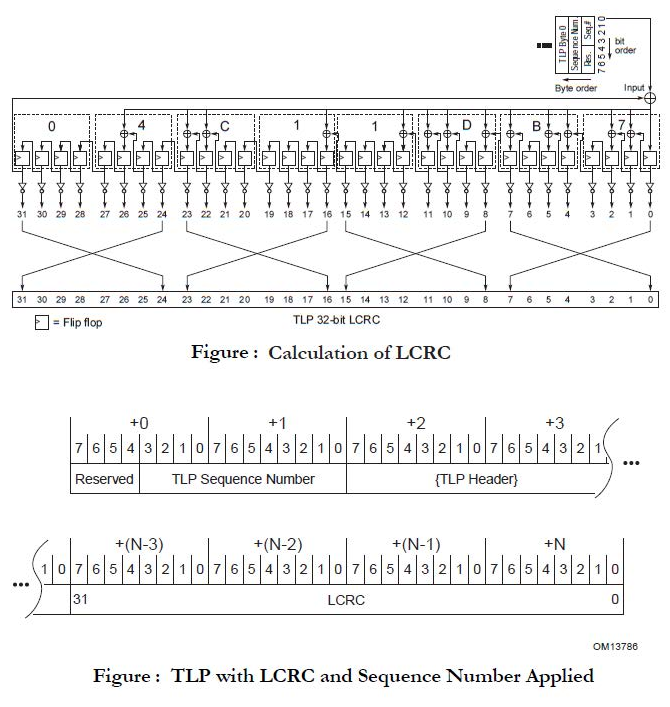 TLP Byte 0
Sequence Num.
Res. Seq#
7 6 5 4 3 2 1 0
bit
order
Byte order
Input
0 4 C 1 1 D B 7
> > > > > > > > > > > > > > > > > > > > > > > > > > > > > > > >
31 30 29 28 27 26 25 24 23 22 21 20 19 18 17 16 15 14 13 12 11 10 9 8 7 6 5 4 3 2 1 0
31 30 29 28 27 26 25 24 23 22 21 20 19 18 17 16 15 14 13 12 11 10 9 8 7 6 5 4 3 2 1 0
> = Flip flop
TLP 32-bit LCRC
Figure : Calculation of LCRC
+0 +1 +2 +3
7 6 5 4 3 2 1 0 7 6 5 4 3 2 1 0 7 6 5 4 3 2 1 0 7 6 5 4 3 2 1
Reserved TLP Sequence Number {TLP Header}
+(N-3) +(N-2) +(N-1) +N
1 0 7 6 5 4 3 2 1 0 7 6 5 4 3 2 1 0 7 6 5 4 3 2 1 0 7 6 5 4 3 2 1 0
31 LCRC 0
OM13786
Figure : TLP with LCRC and Sequence Number Applied